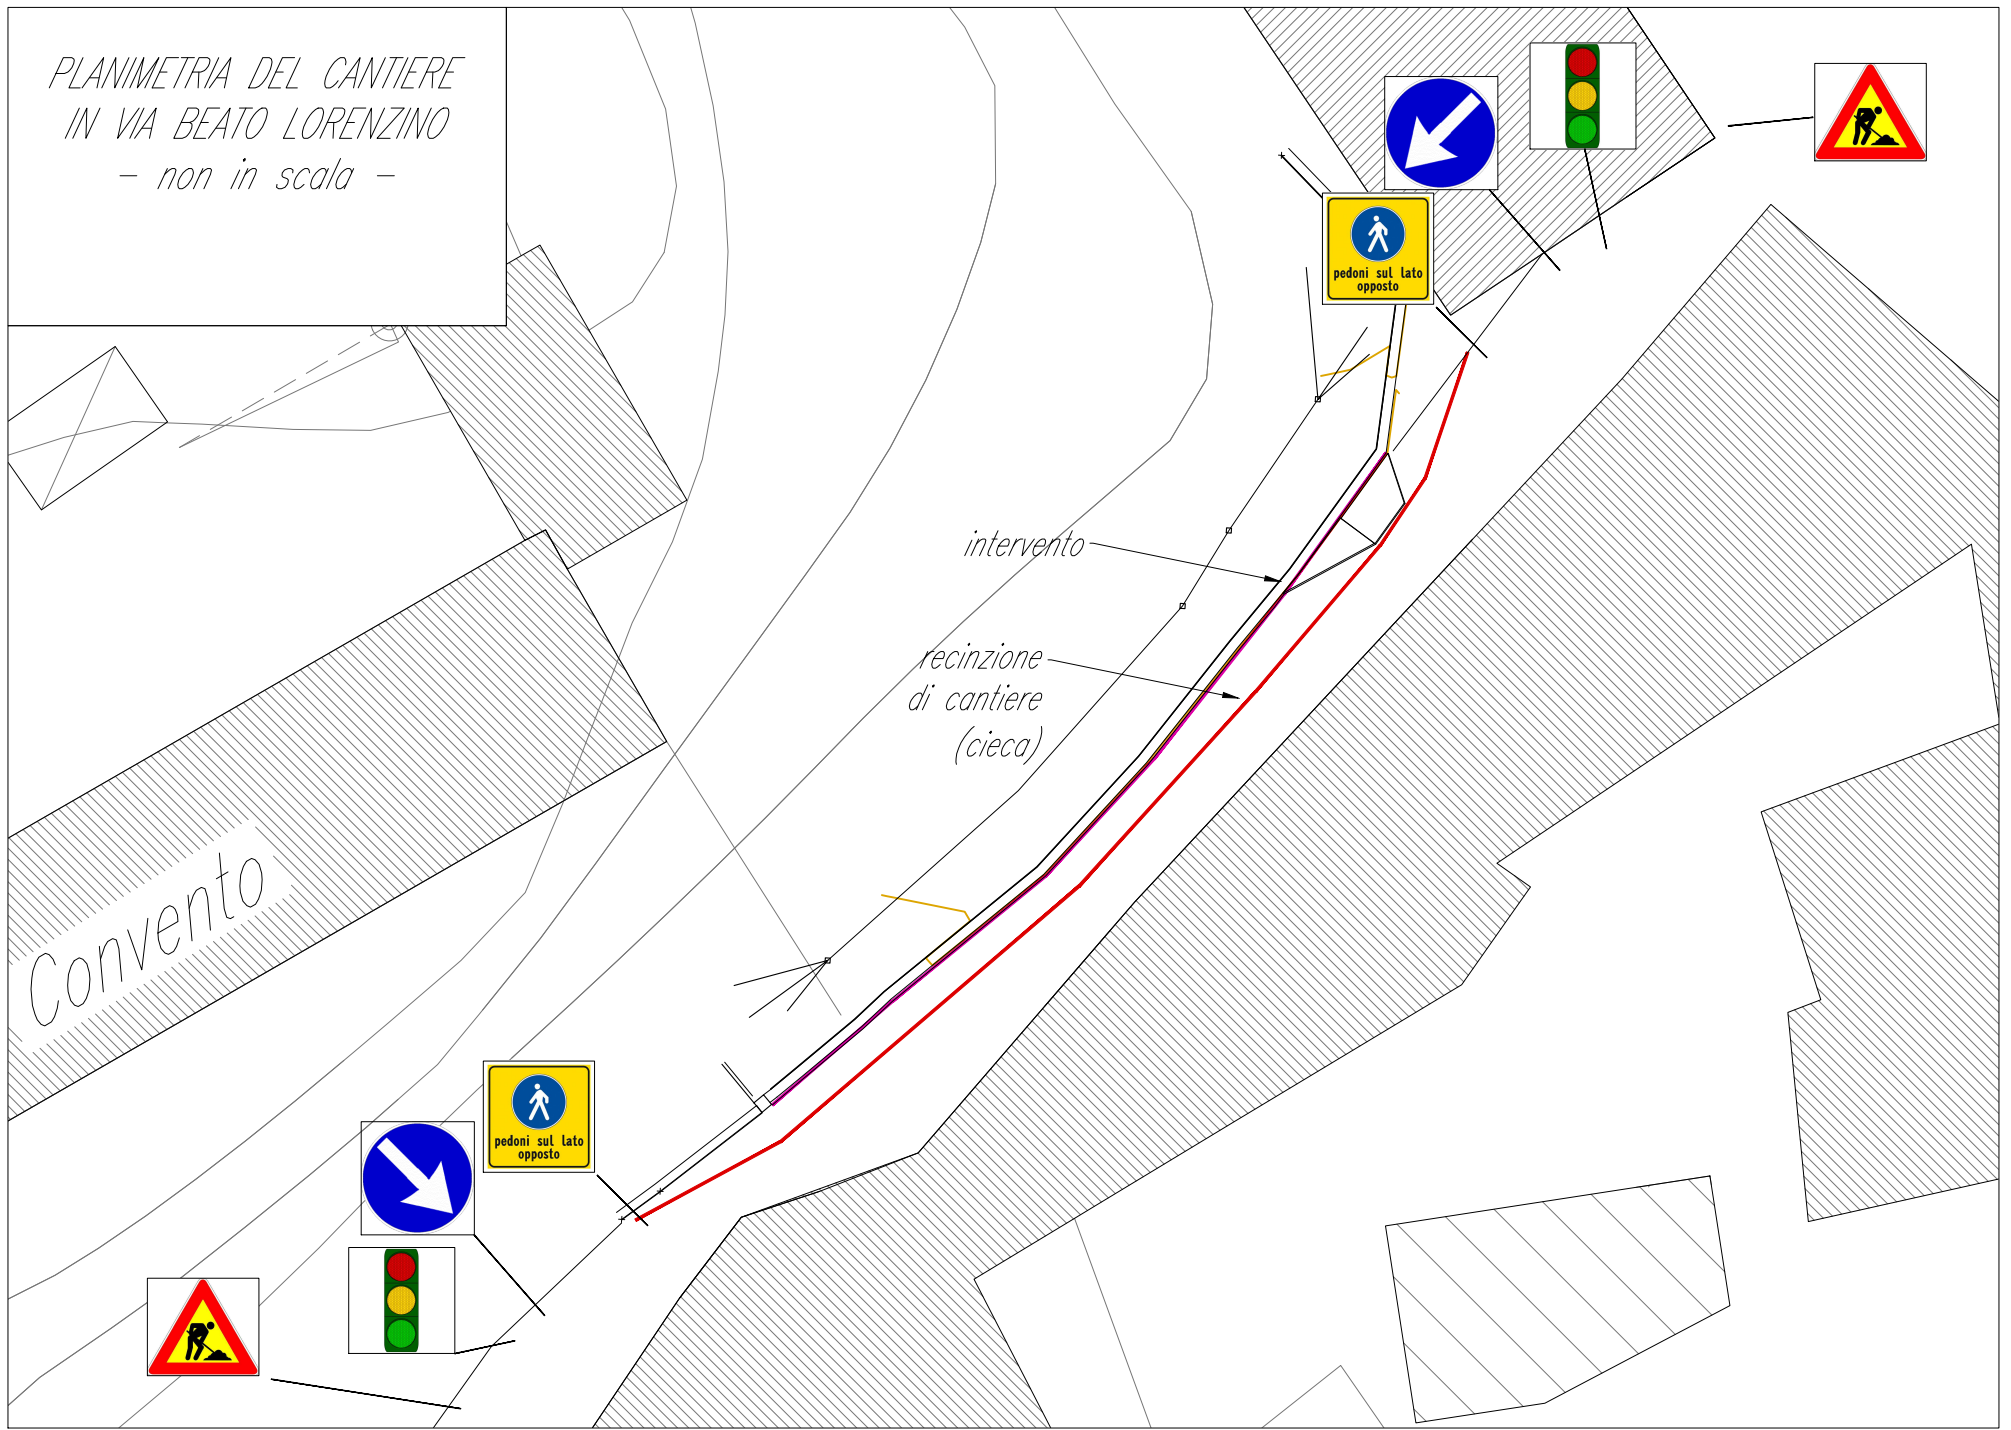 PLANIMETRIA DEL CANTIERE
IN VIA BEATO LORENZINO
- non in scala -
pedoni sul lato
opposto
intervento
recinzione
di cantiere
(cieca)
Convento
pedoni sul lato
opposto